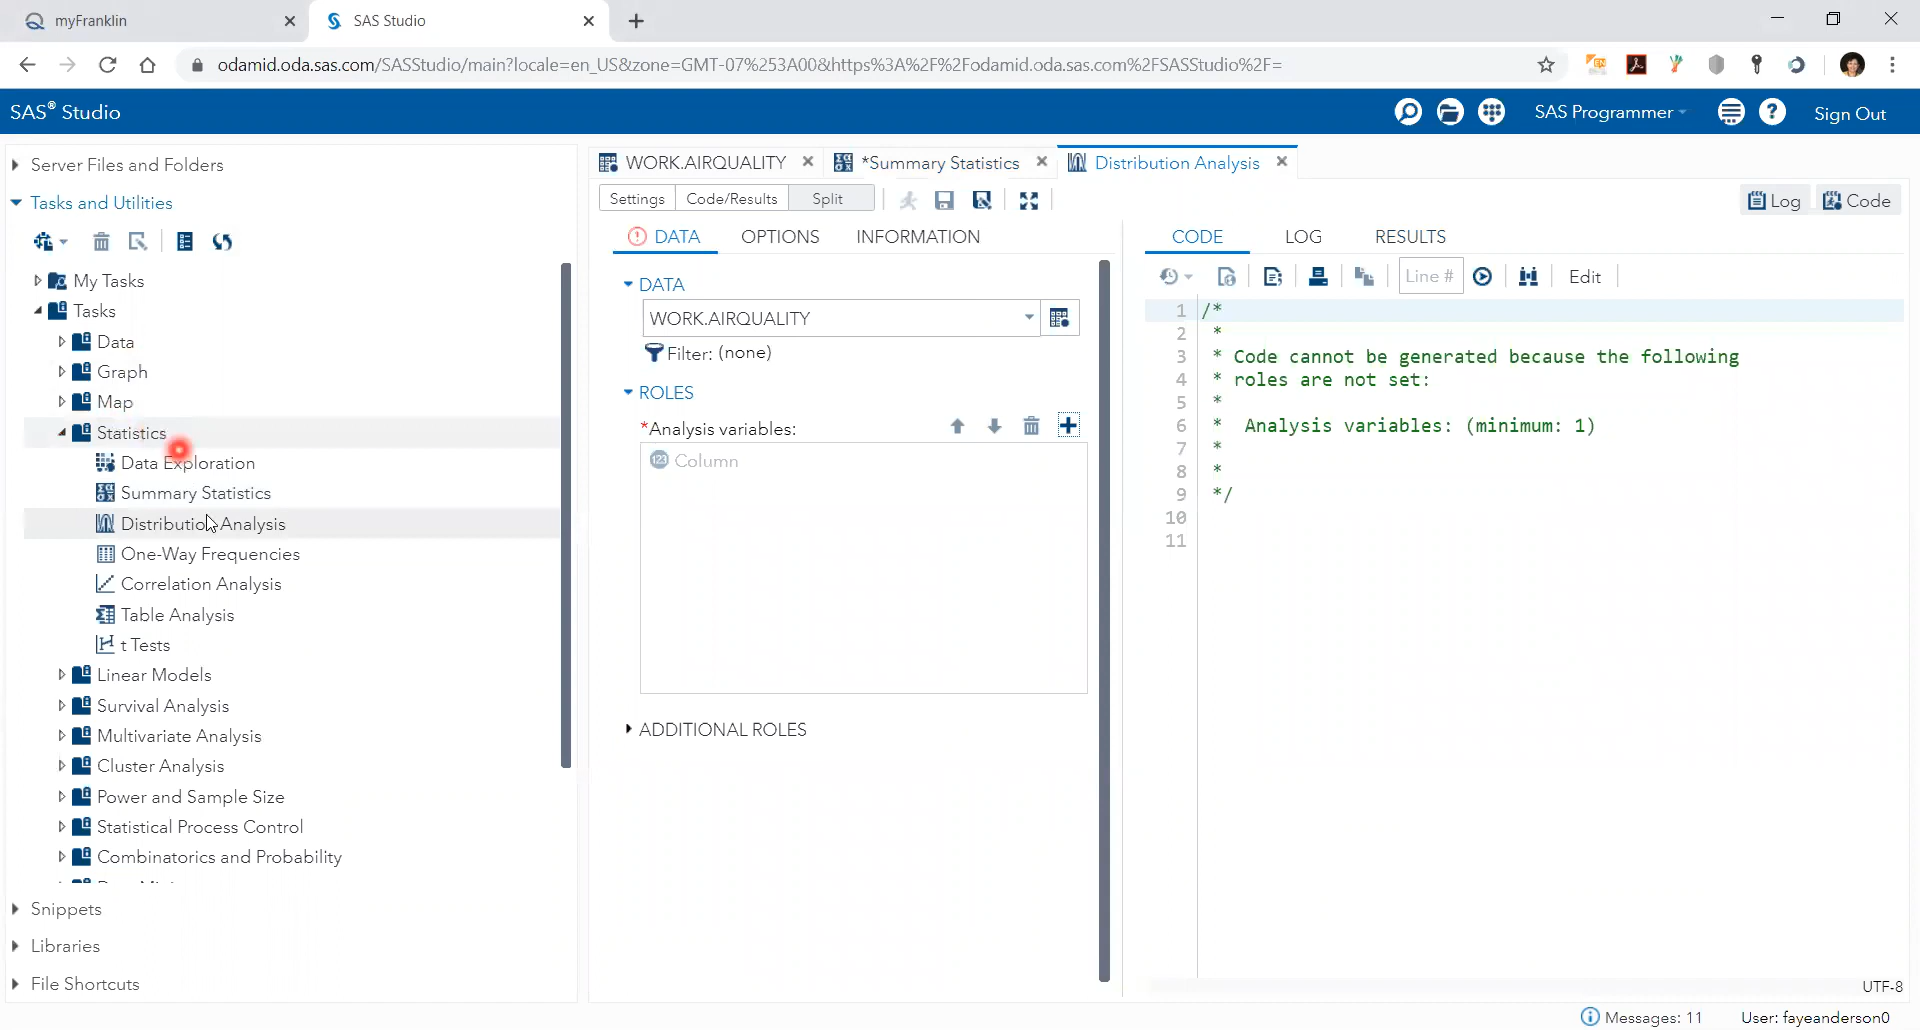 myFranklin
SAS Studio
odamid.oda.sas.com/SASStudio/main?locale=en_US&zone=GMT-07%253A00&https%3A%2F%2Fodamid.oda.sas.com%2FSASStudio%2F=
EN
SAS® Studio
SAS Programmer
?
Sign Out
Server Files and Folders
Tasks and Utilities
My Tasks
Tasks
Data
Graph
Map
Statistics
Data Exploration
Summary Statistics
Distribution Analysis
One-Way Frequencies
Correlation Analysis
Table Analysis
t Tests
Linear Models
Survival Analysis
Multivariate Analysis
Cluster Analysis
Power and Sample Size
Statistical Process Control
Combinatorics and Probability
Snippets
Libraries
File Shortcuts
WORK.AIRQUALITY
*Summary Statistics
Distribution Analysis
Settings
Code/Results
Split
Log
Code
DATA
OPTIONS
INFORMATION
DATA
WORK.AIRQUALITY
Filter: (none)
ROLES
*Analysis variables:
123 Column
ADDITIONAL ROLES
CODE
LOG
RESULTS
Line #
Edit
1 /*
2 *
3 * Code cannot be generated because the following
4 * roles are not set:
5 *
6 * Analysis variables: (minimum: 1)
7 *
8 *
9 */
10
11
UTF-8
Messages: 11
User: fayeanderson0